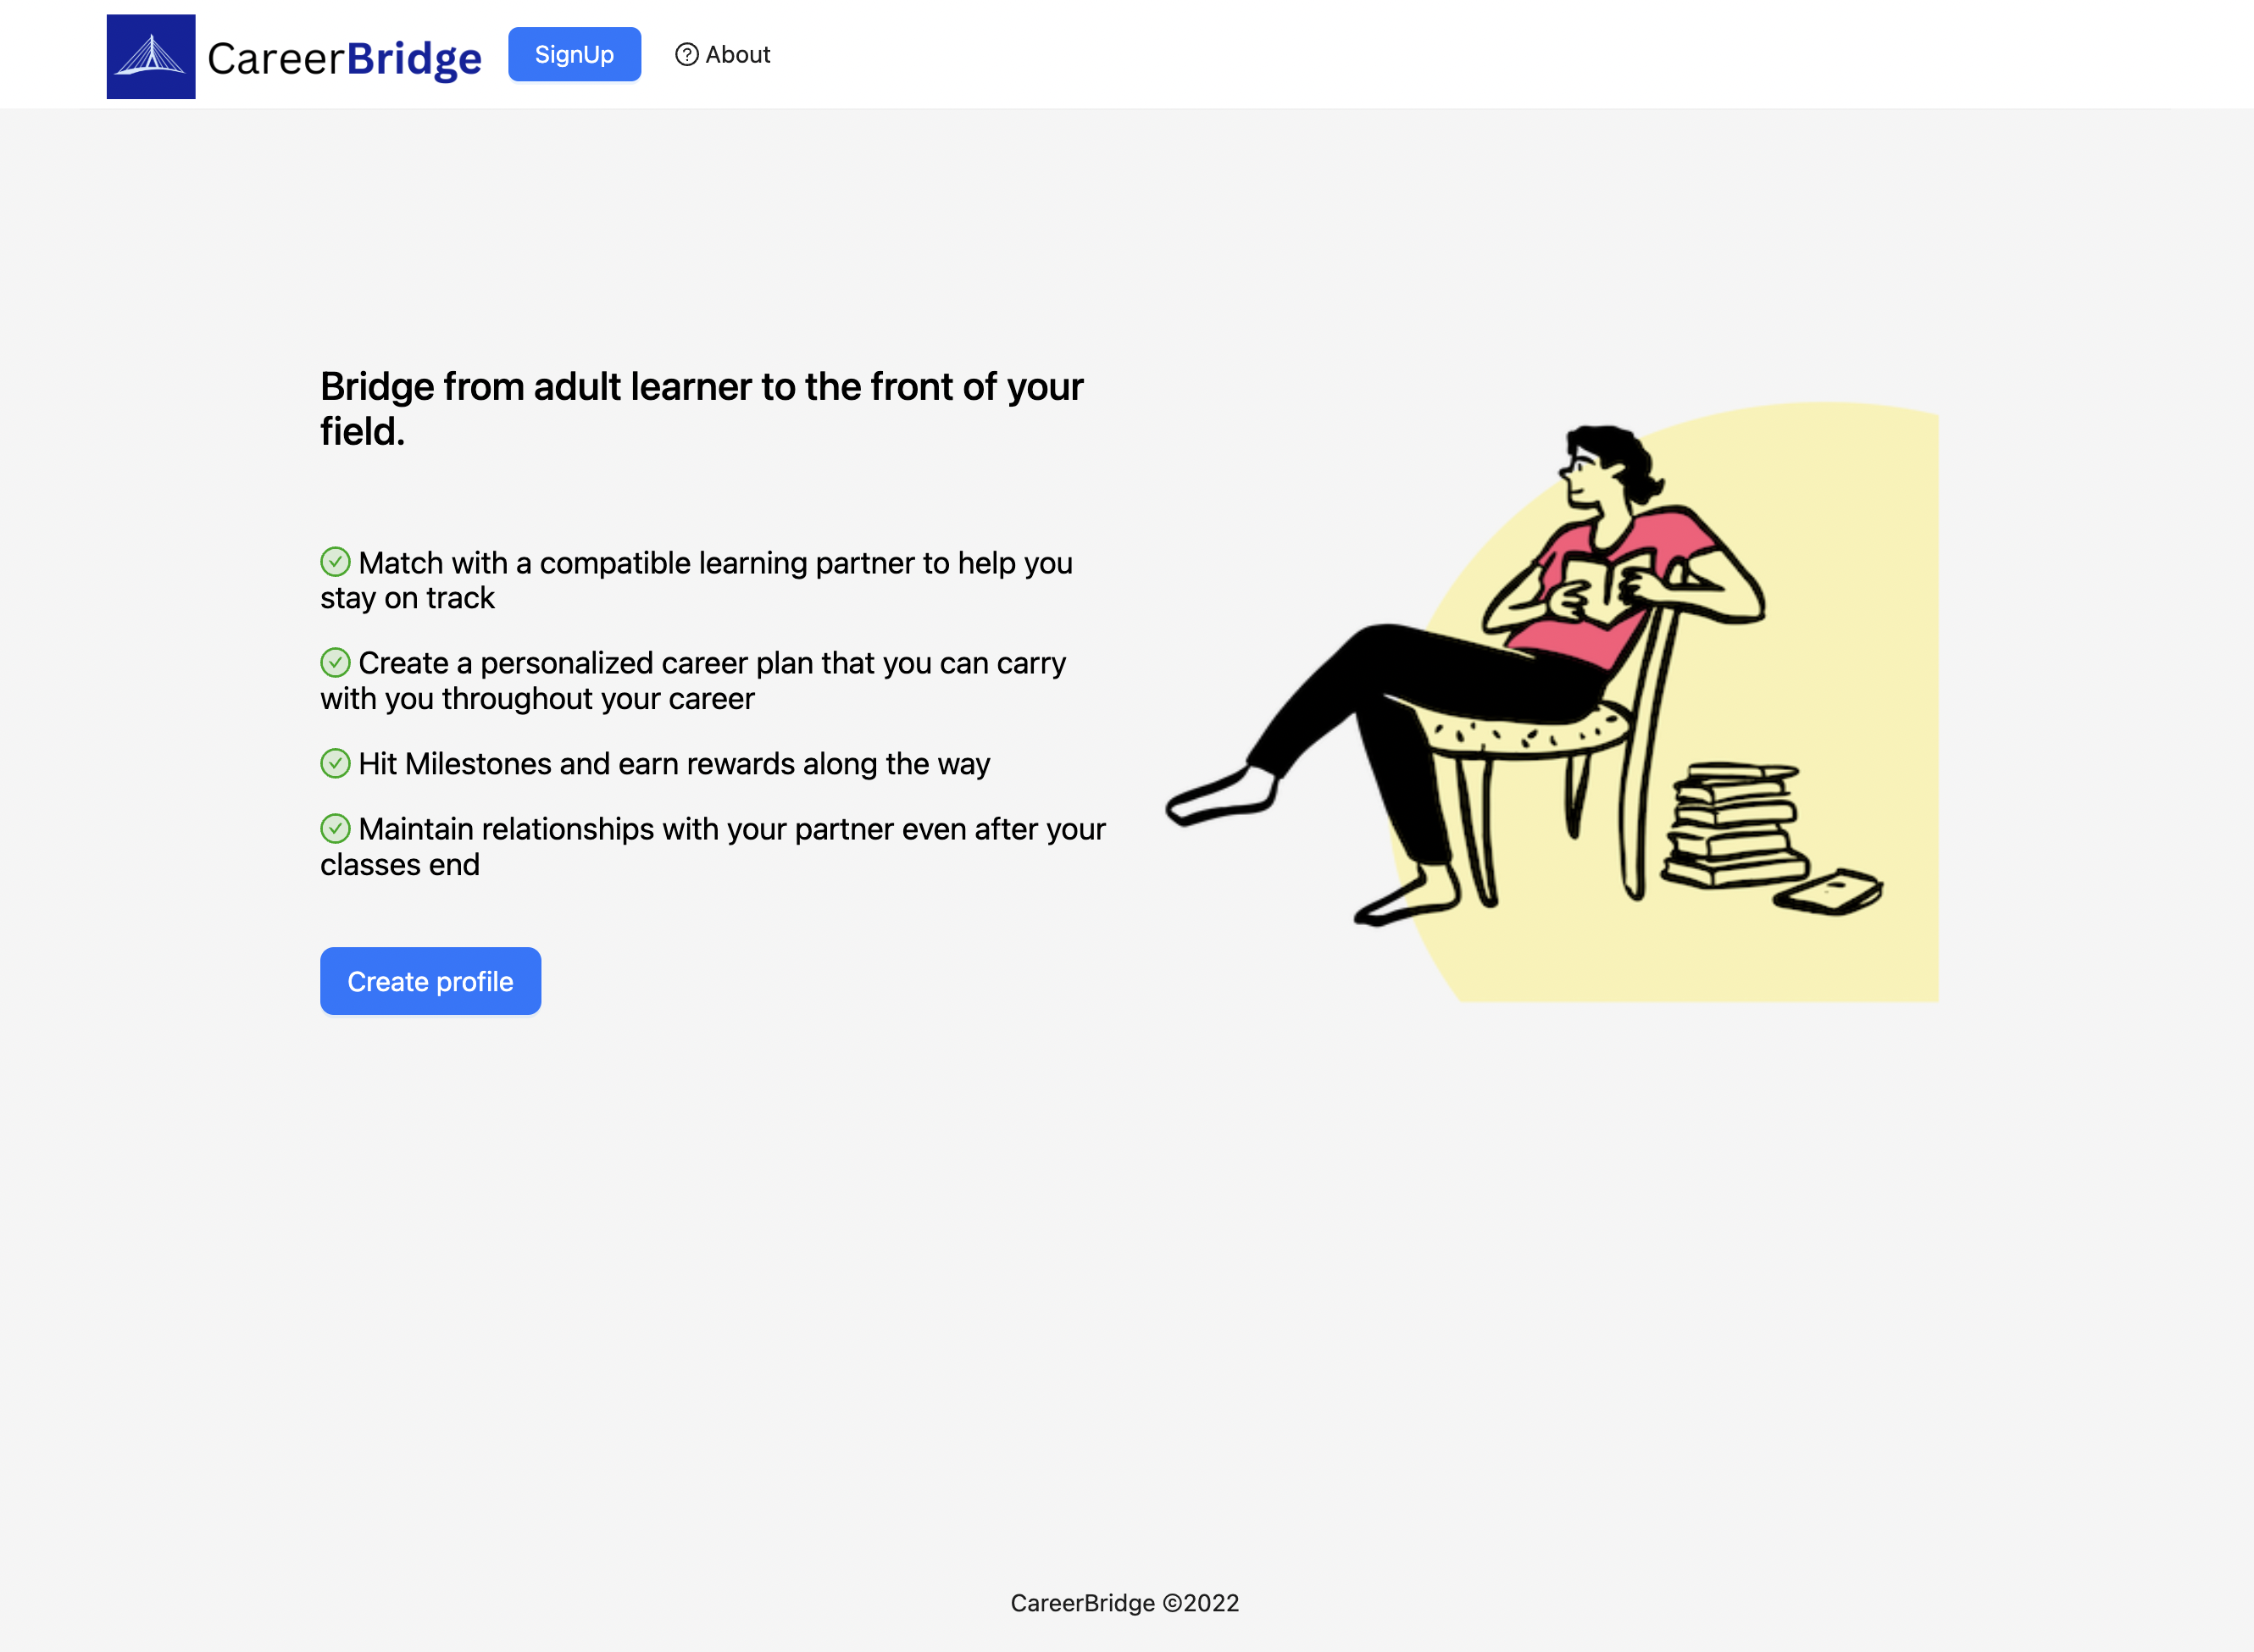 CareerBridge
SignUp
About
Bridge from adult learner to the front of your
field.
Match with a compatible learning partner to help you
stay on track
Create a personalized career plan that you can carry
with you throughout your career
Hit Milestones and earn rewards along the way
Maintain relationships with your partner even after your
classes end
Create profile
CareerBridge ©2022